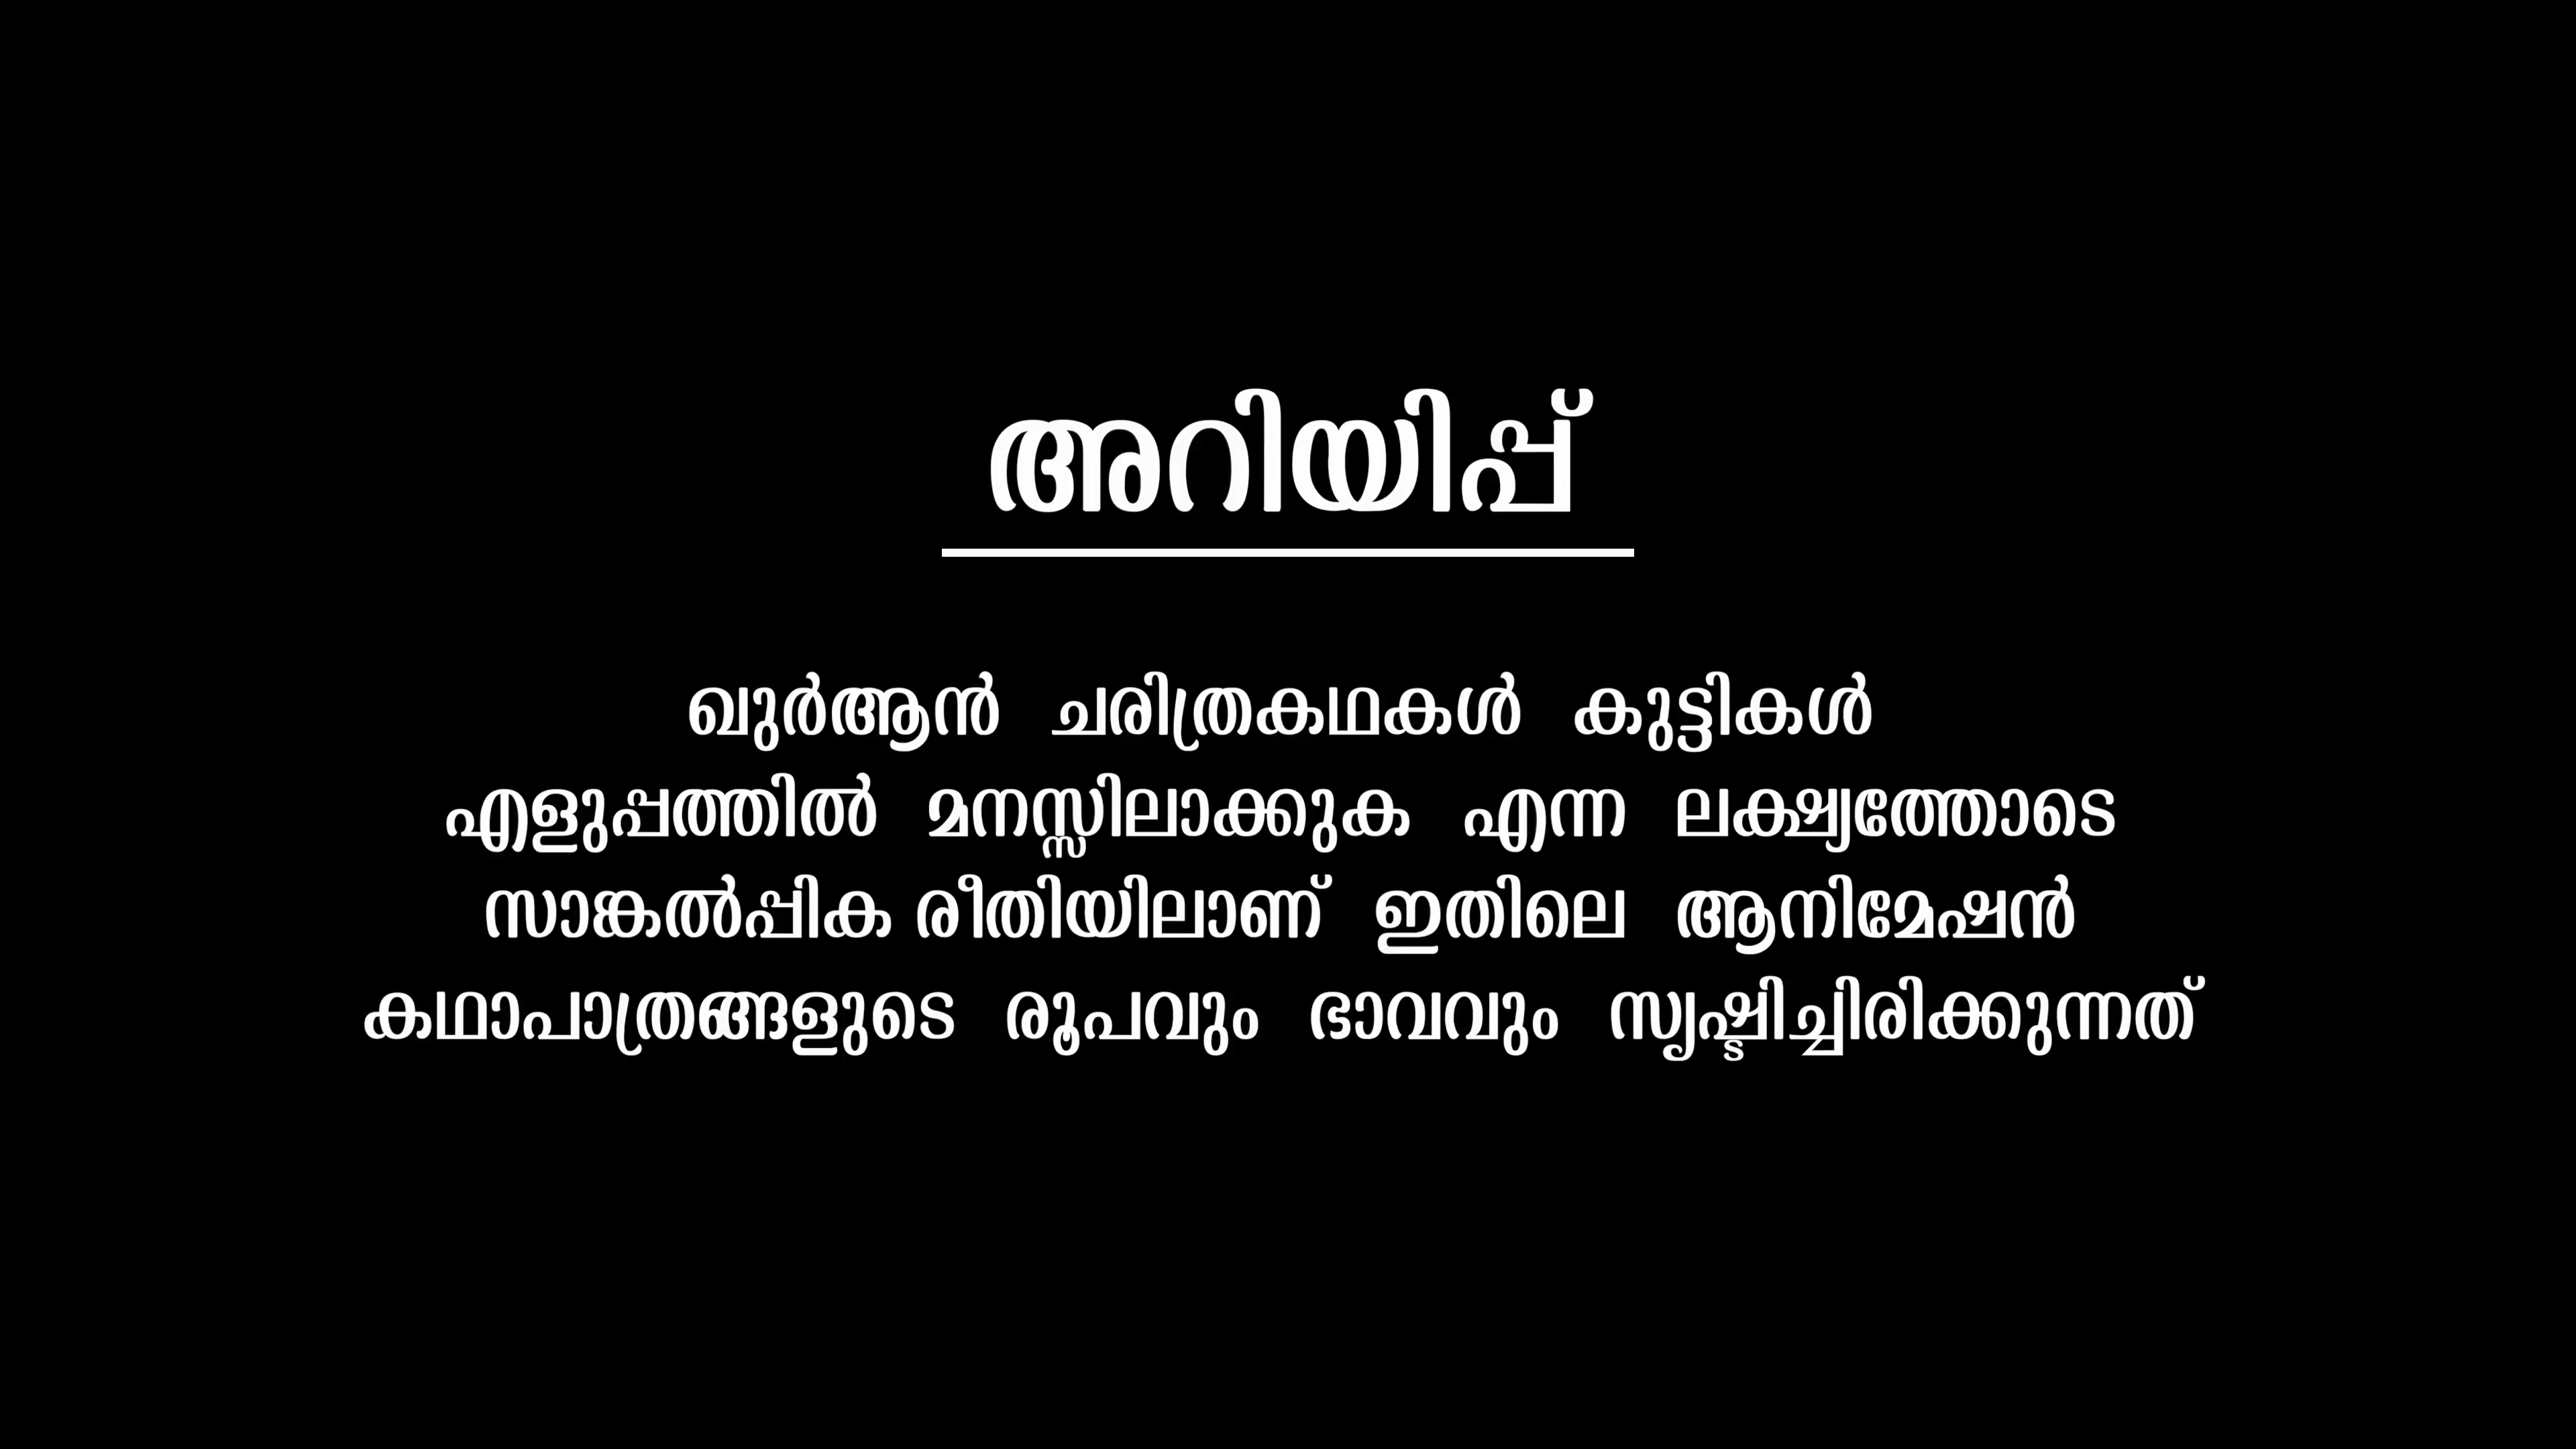 അറിയിപ്പ്
ഖുർആൻ ചരിത്രകഥകൾ കുട്ടികൾ
എളുപ്പത്തിൽ മനസ്സിലാക്കുക എന്ന ലക്ഷ്യത്തോടെ
സാങ്കൽപ്പിക രീതിയിലാണ് ഇതിലെ ആനിമേഷൻ
കഥാപാത്രങ്ങളുടെ രൂപവും ഭാവവും സൃഷ്ടിച്ചിരിക്കുന്നത്